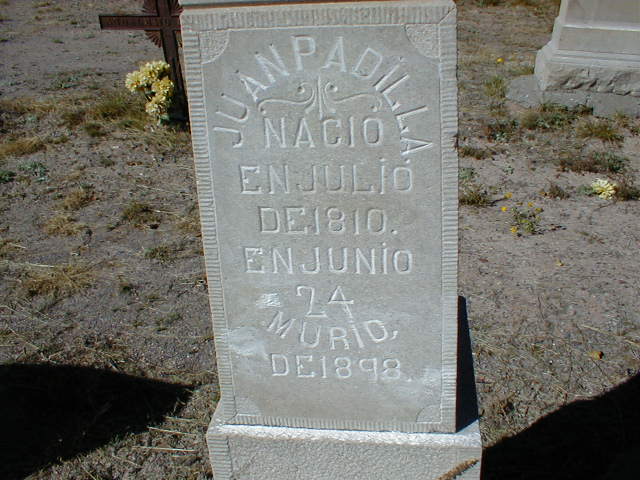 JUAN PADILLA.
NACIO
EN JULIO
DE 1810.
EN JUNIO
24
MURIO,
DE 1898.